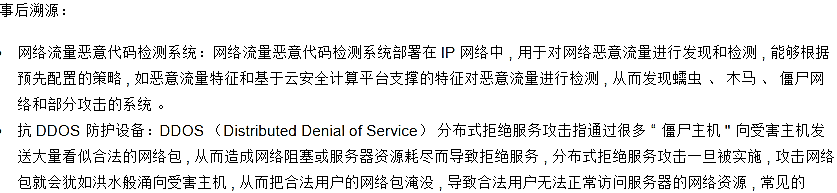 事后溯源：
• 网络流量恶意代码检测系统：网络流量恶意代码检测系统部署在 IP 网络中，用于对网络恶意流量进行发现和检测，能够根据
预先配置的策略，如恶意流量特征和基于云安全计算平台支撑的特征对恶意流量进行检测，从而发现蠕虫 、 木马 、 僵尸网
络和部分攻击的系统 。
• 抗 DDOS 防护设备：DDOS （Distributed Denial of Service） 分布式拒绝服务攻击指通过很多 “ 僵尸主机 ” 向受害主机发
送大量看似合法的网络包，从而造成网络阻塞或服务器资源耗尽而导致拒绝服务，分布式拒绝服务攻击一旦被实施，攻击网络
包就会犹如洪水般涌向受害主机，从而把合法用户的网络包淹没，导致合法用户无法正常访问服务器的网络资源，常见的